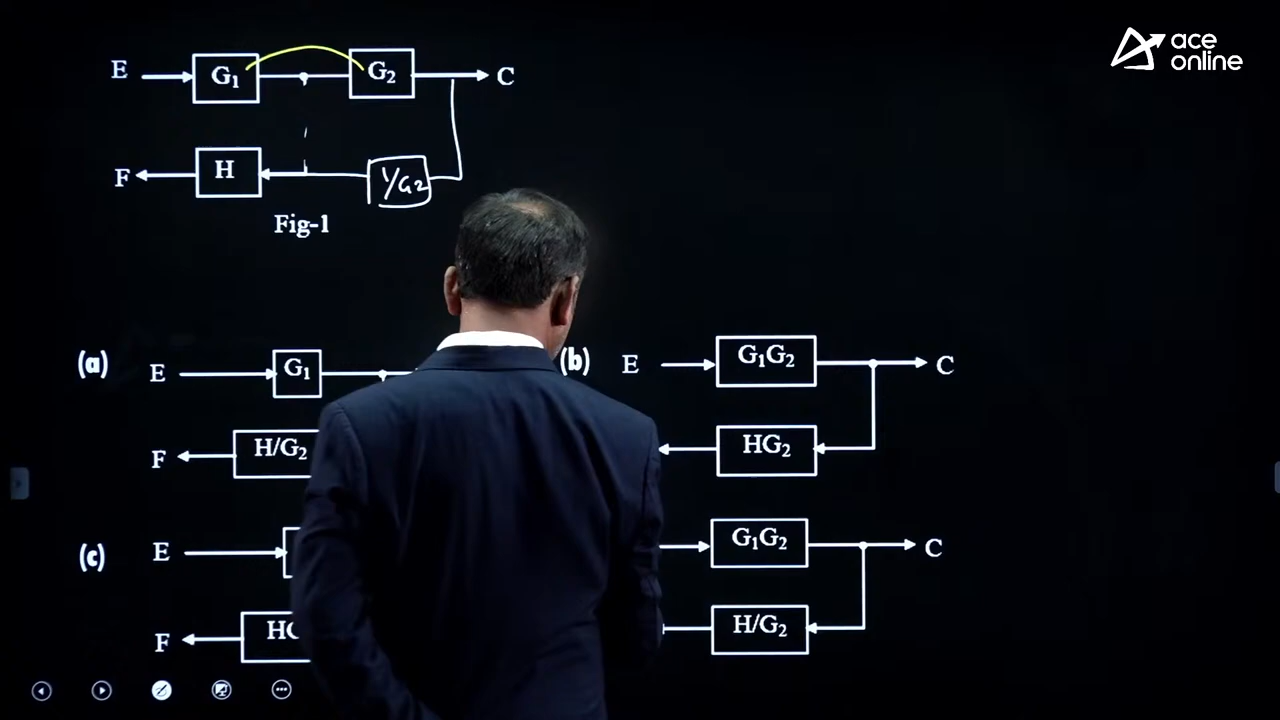 ace
online
E G₁ G₂ C
F H 1/G₂
Fig-1
(a) E G₁
F H/G₂
(b) E G₁G₂ C
HG₂
(c) E
F
G₁G₂ C
H/G₂